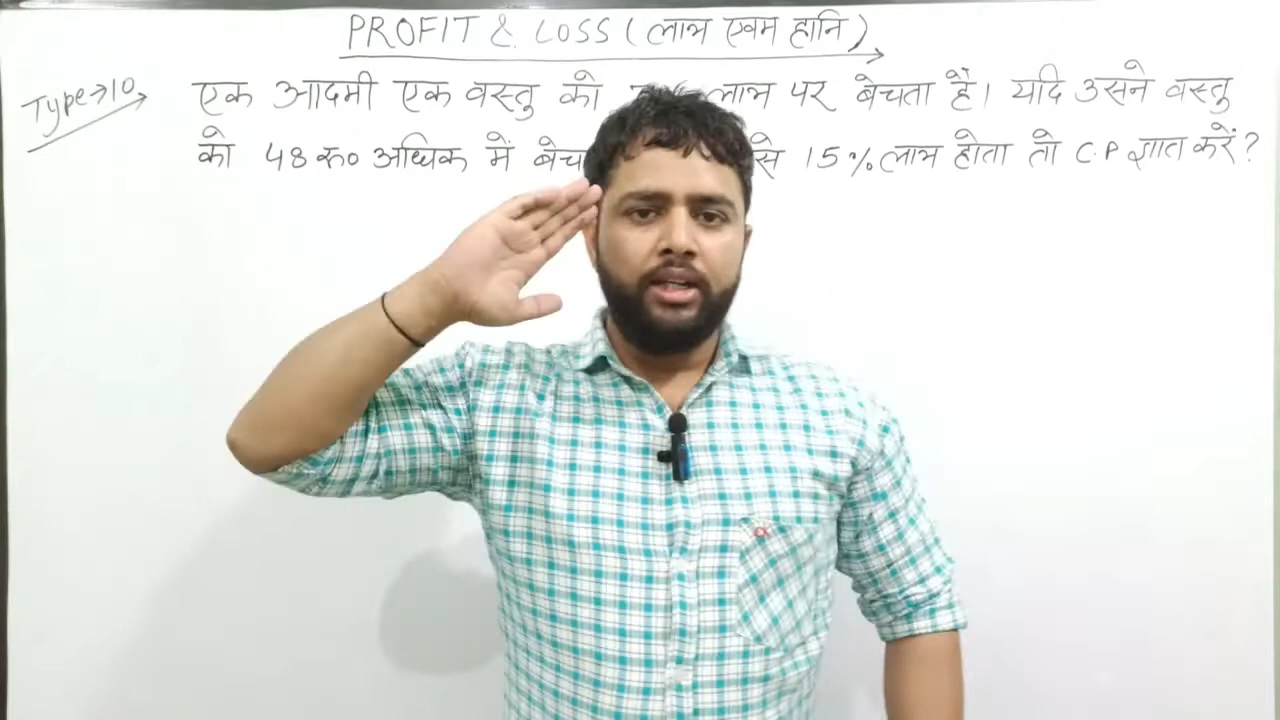 PROFIT & LOSS ( लाभ एवम हानि )
Type→10
एक आदमी एक वस्तु को लाभ पर बेचता है। यदि उसने वस्तु
को 48 रू० अधिक में बेच से 15% लाभ होता तो C.P ज्ञात करें?